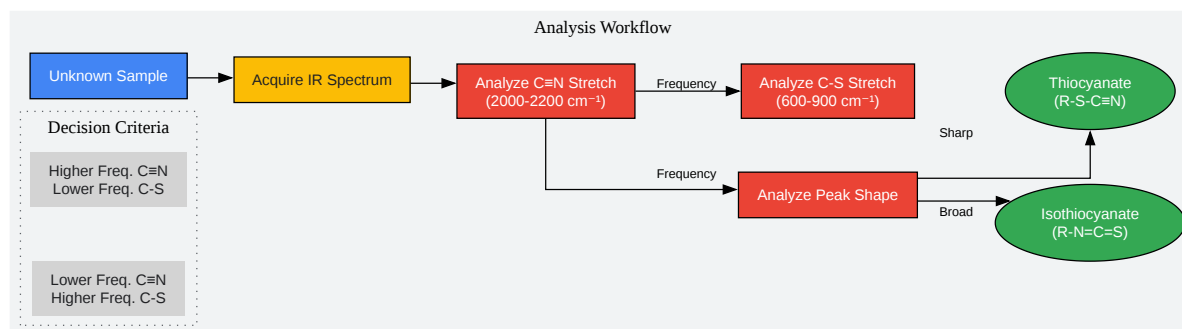 Analysis Workflow
Unknown Sample
Acquire IR Spectrum
Analyze C≡N Stretch
(2000-2200 cm⁻¹)
Frequency
Analyze C-S Stretch
(600-900 cm⁻¹)
Thiocyanate
(R-S-C≡N)
Decision Criteria
Sharp
Higher Freq. C≡N
Lower Freq. C-S
Frequency
Analyze Peak Shape
Broad
Isothiocyanate
(R-N=C=S)
Lower Freq. C≡N
Higher Freq. C-S